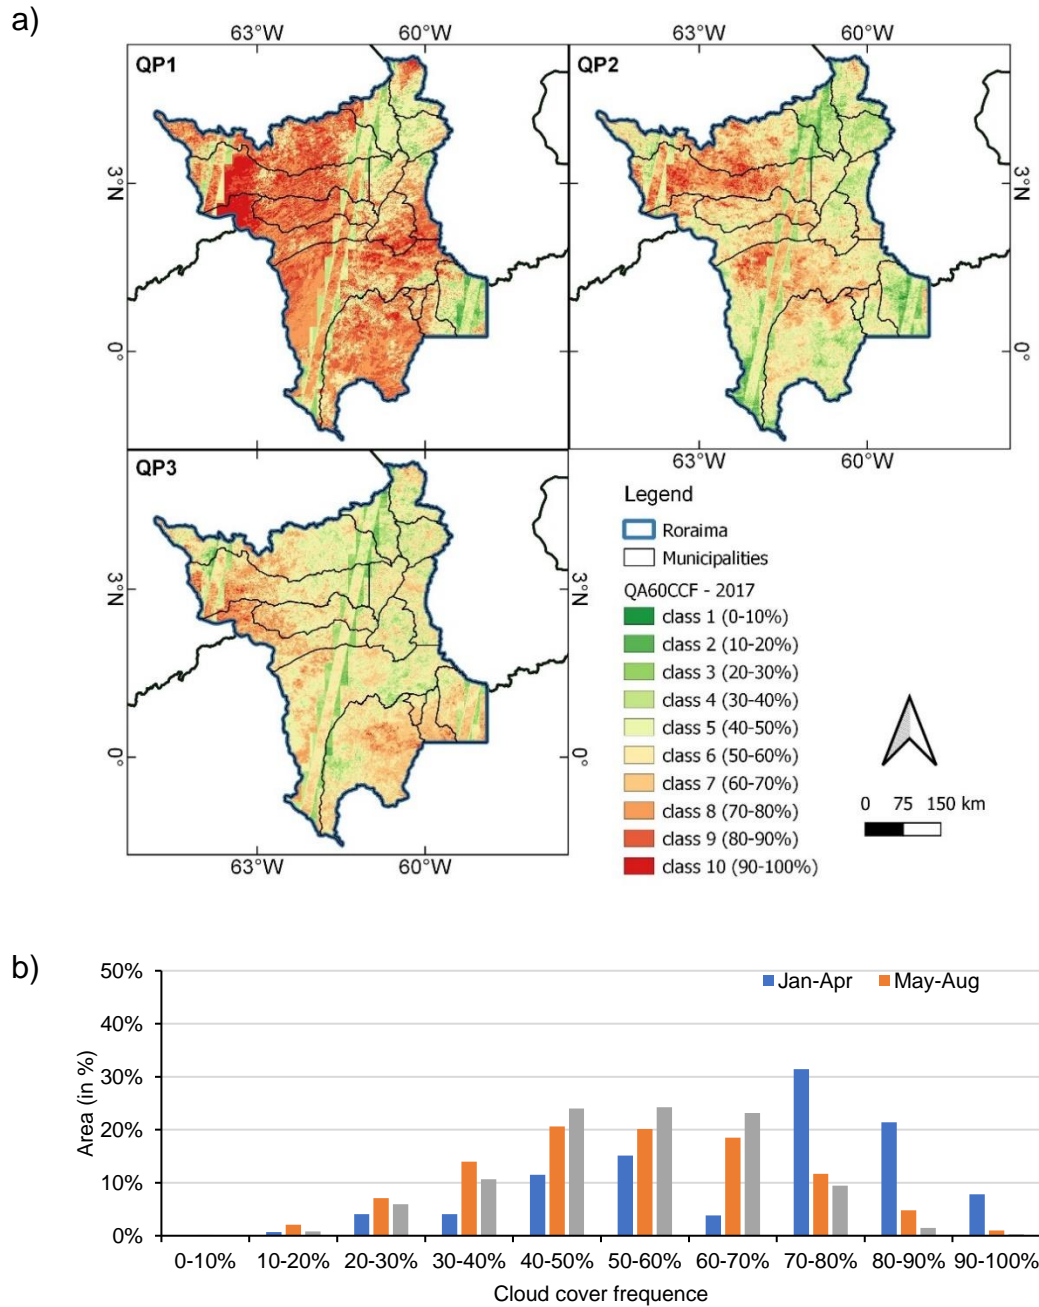 a)
63°W 60°W 63°W 60°W
QP1 QP2
3°N 3°N
0° 0°
63°W 60°W
QP3
3°N 3°N
0° 0°
63°W 60°W
Legend
Roraima
Municipalities
QA60CCF - 2017
class 1 (0-10%)
class 2 (10-20%)
class 3 (20-30%)
class 4 (30-40%)
class 5 (40-50%)
class 6 (50-60%)
class 7 (60-70%)
class 8 (70-80%)
class 9 (80-90%)
class 10 (90-100%)
0 75 150 km
b)
Jan-Apr May-Aug
50%
40%
30%
20%
10%
0%
Area (in %)
0-10% 10-20% 20-30% 30-40% 40-50% 50-60% 60-70% 70-80% 80-90% 90-100%
Cloud cover frequence